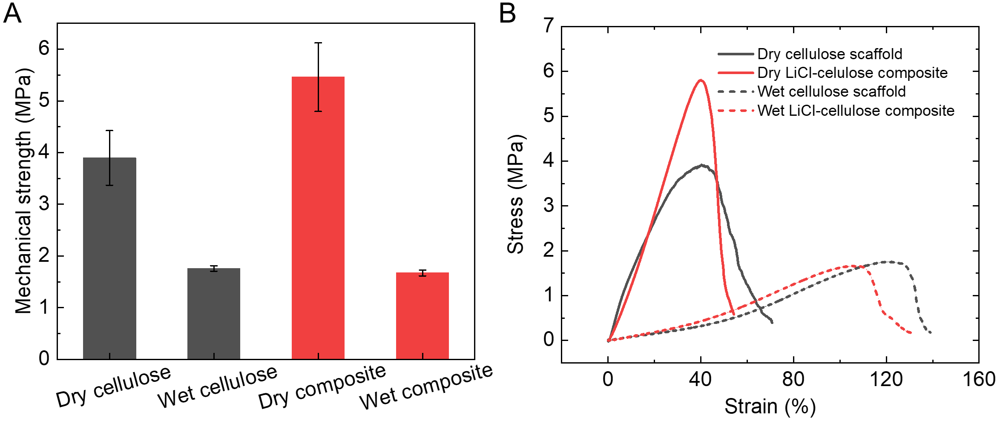 A
Mechanical strength (MPa)
6
5
4
3
2
1
0
Dry cellulose
Wet cellulose
Dry composite
Wet composite
B
Stress (MPa)
7
6
5
4
3
2
1
0
Dry cellulose scaffold
Dry LiCl-celulose composite
Wet cellulose scaffold
Wet LiCl-cellulose composite
0 40 80 120 160
Strain (%)